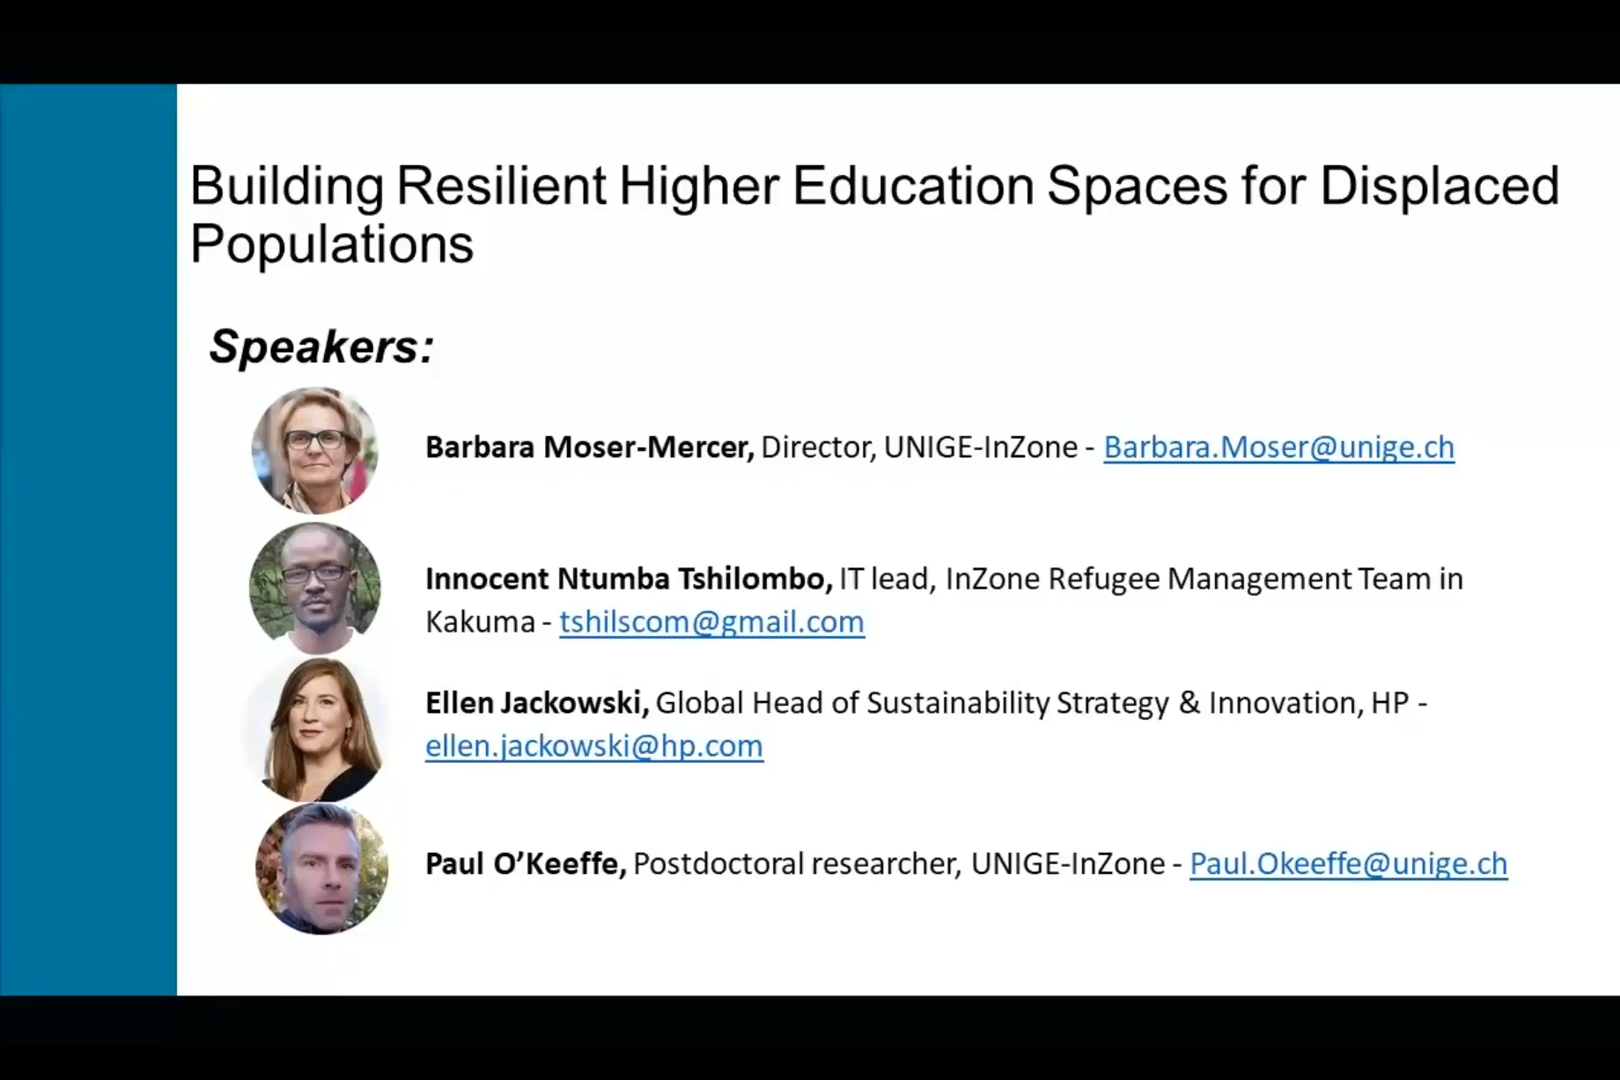 Building Resilient Higher Education Spaces for Displaced
Populations
Speakers:
Barbara Moser-Mercer, Director, UNIGE-InZone - Barbara.Moser@unige.ch
Innocent Ntumba Tshilombo, IT lead, InZone Refugee Management Team in
Kakuma - tshilscom@gmail.com
Ellen Jackowski, Global Head of Sustainability Strategy & Innovation, HP -
ellen.jackowski@hp.com
Paul O’Keeffe, Postdoctoral researcher, UNIGE-InZone - Paul.Okeeffe@unige.ch